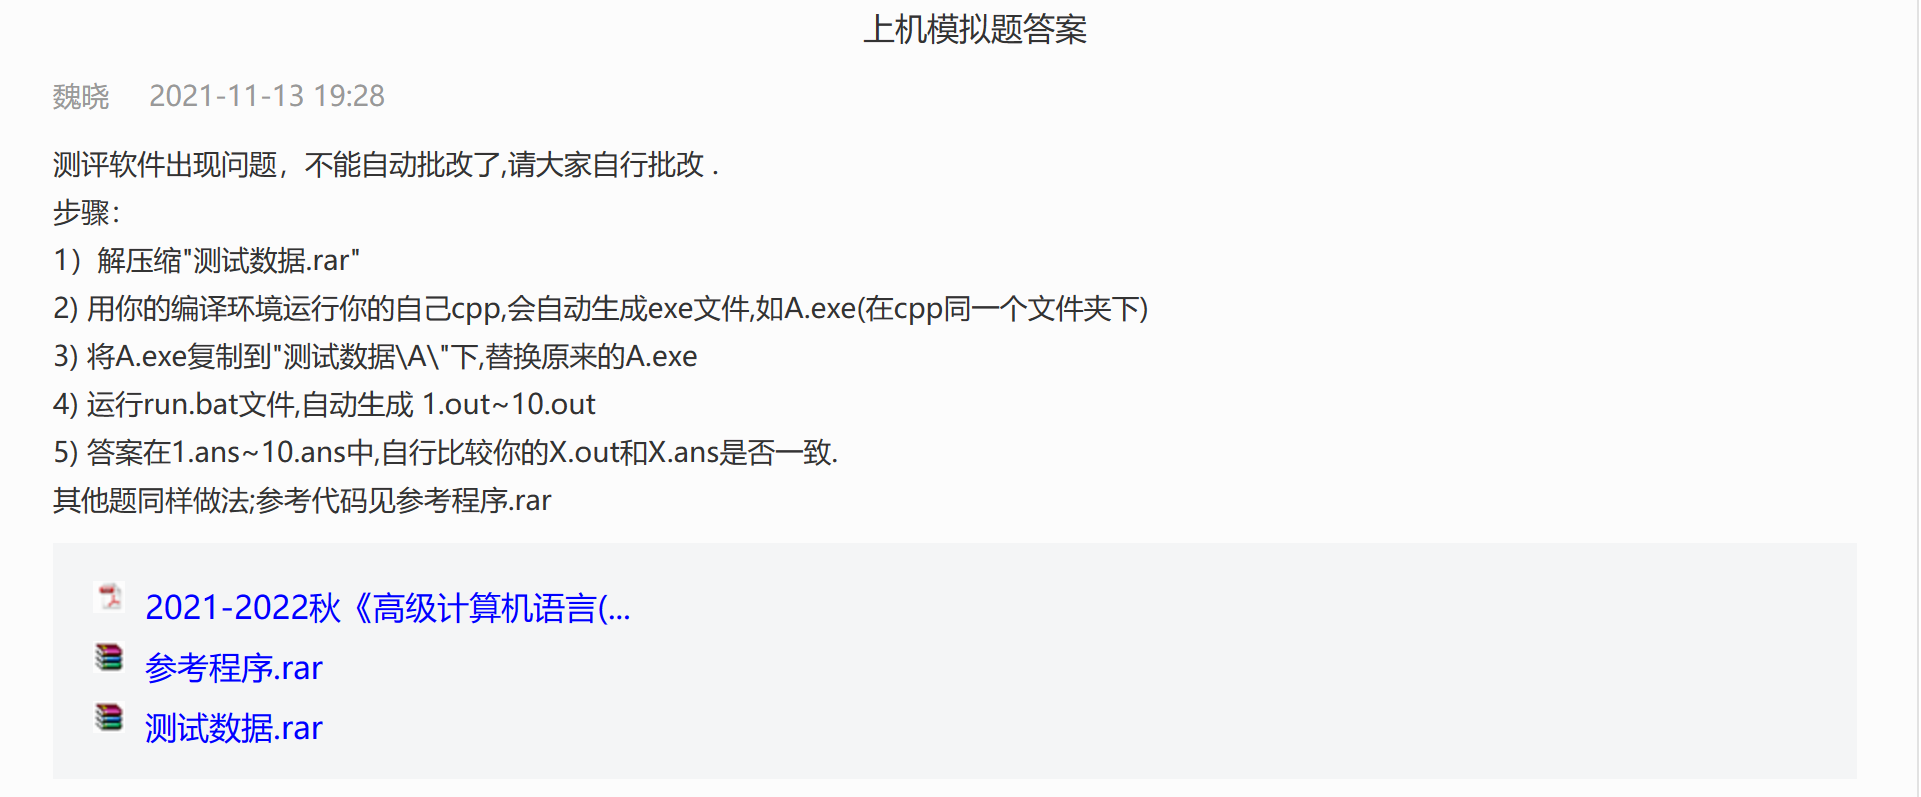 上机模拟题答案
魏晓 2021-11-13 19:28
测评软件出现问题，不能自动批改了,请大家自行批改 .
步骤：
1）解压缩"测试数据.rar"
2) 用你的编译环境运行你的自己cpp,会自动生成exe文件,如A.exe(在cpp同一个文件夹下)
3) 将A.exe复制到"测试数据\A\"下,替换原来的A.exe
4) 运行run.bat文件,自动生成 1.out~10.out
5) 答案在1.ans~10.ans中,自行比较你的X.out和X.ans是否一致.
其他题同样做法;参考代码见参考程序.rar
2021-2022秋《高级计算机语言(...
参考程序.rar
测试数据.rar